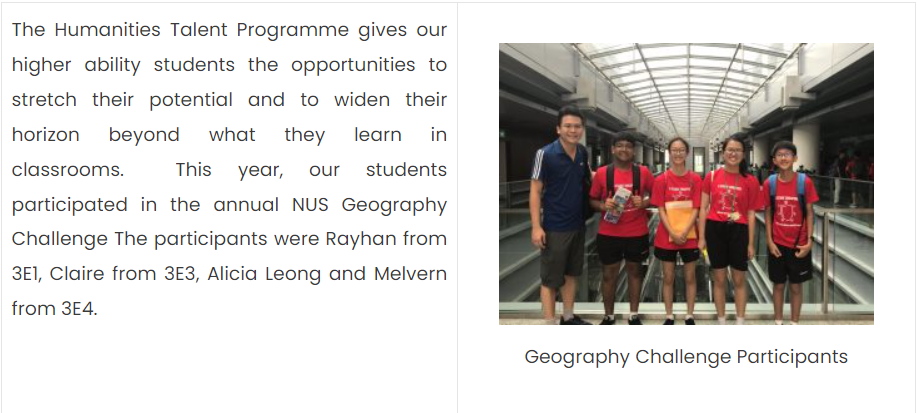 The Humanities Talent Programme gives our
higher ability students the opportunities to
stretch their potential and to widen their
horizon beyond what they learn in
classrooms. This year, our students
participated in the annual NUS Geography
Challenge The participants were Rayhan from
3E1, Claire from 3E3, Alicia Leong and Melvern
from 3E4.
Geography Challenge Participants